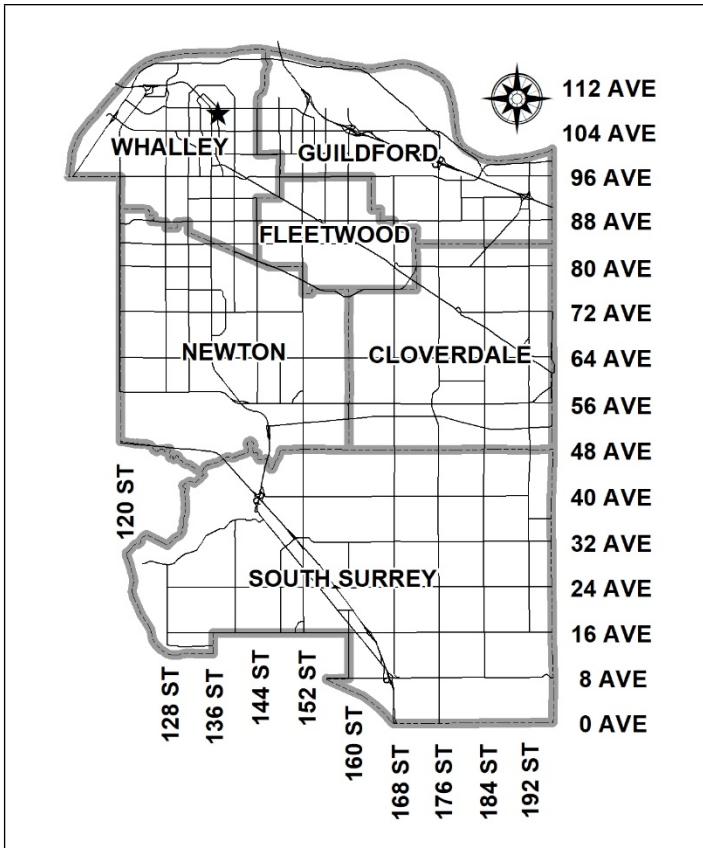 112 AVE
104 AVE
WHALLEY
GUILDFORD
96 AVE
88 AVE
FLEETWOOD
80 AVE
72 AVE
NEWTON
CLOVERDALE
64 AVE
56 AVE
48 AVE
120 ST
40 AVE
32 AVE
SOUTH SURREY
24 AVE
16 AVE
8 AVE
0 AVE
128 ST
136 ST
144 ST
152 ST
160 ST
168 ST
176 ST
184 ST
192 ST